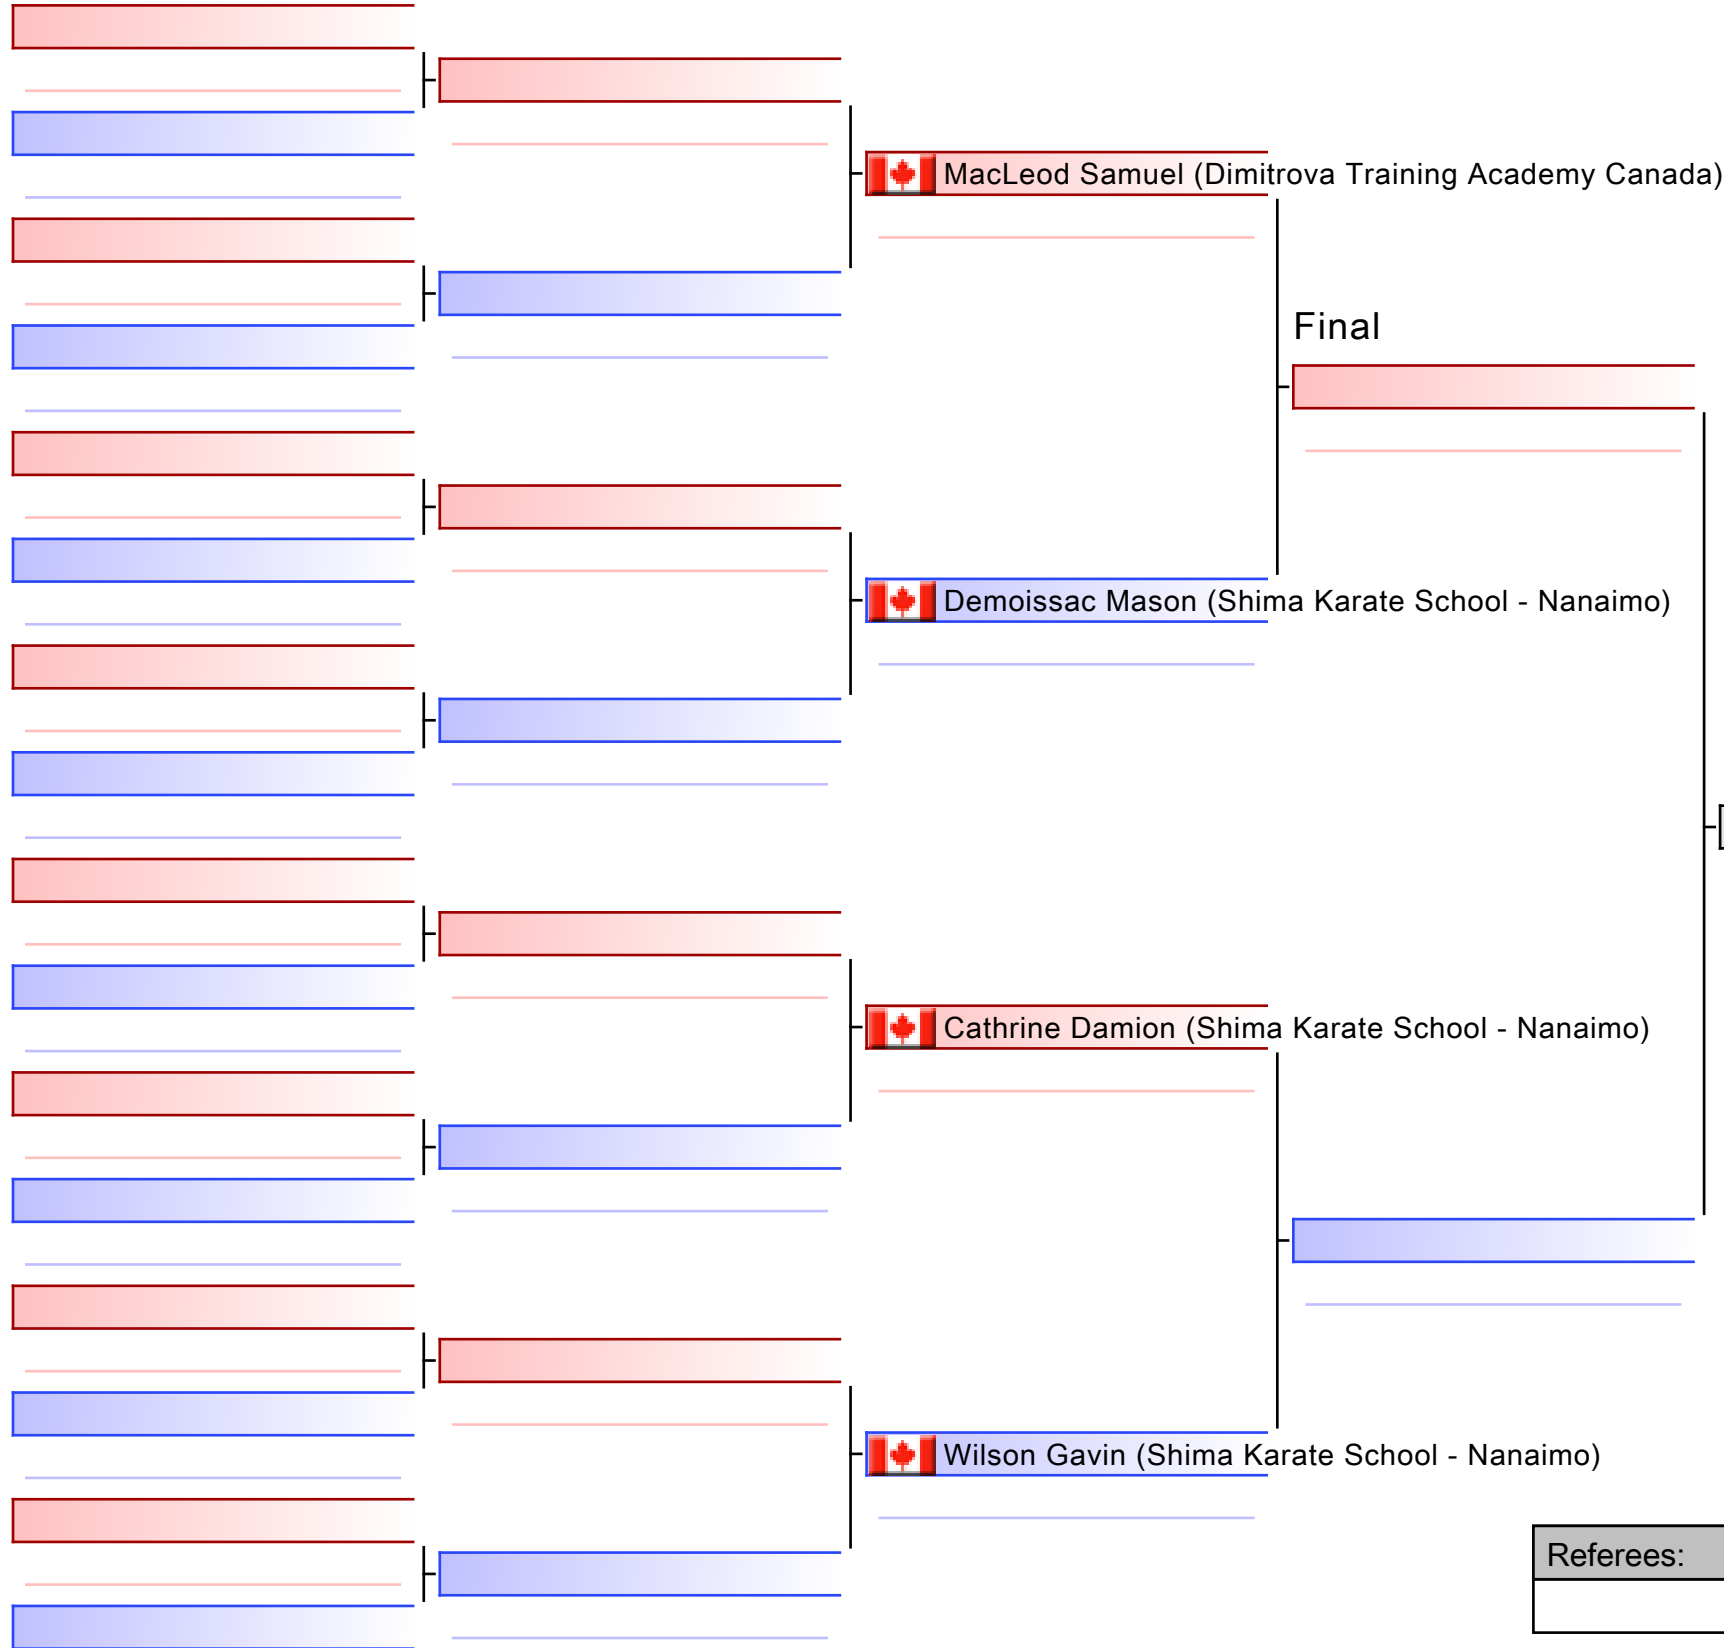 MacLeod Samuel (Dimitrova Training Academy Canada)
Final
Demoissac Mason (Shima Karate School - Nanaimo)
Cathrine Damion (Shima Karate School - Nanaimo)
Wilson Gavin (Shima Karate School - Nanaimo)
Referees: